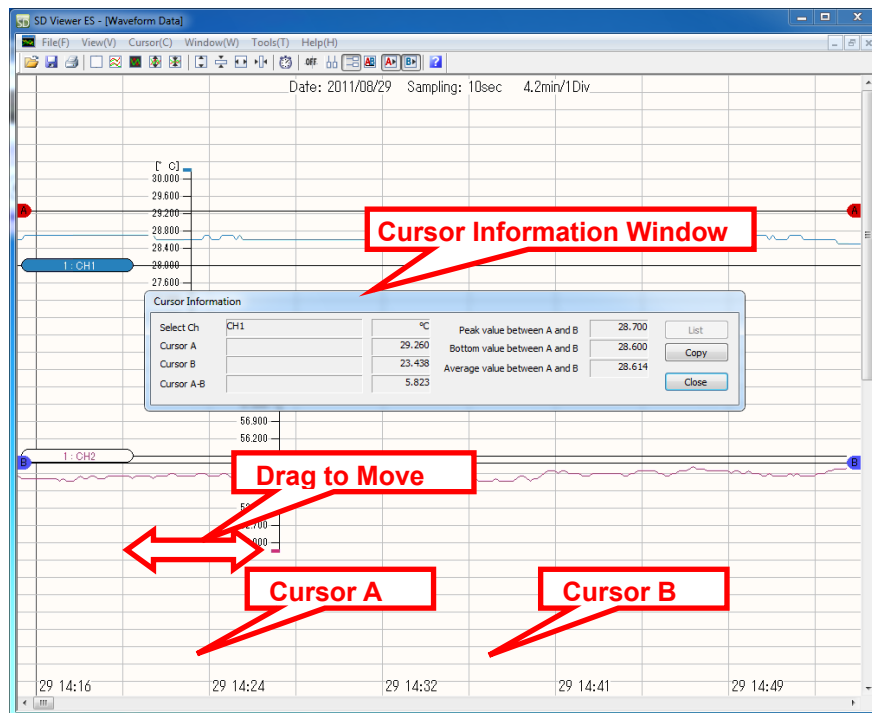 SD Viewer ES - [Waveform Data]
File(F) View(V) Cursor(C) Window(W) Tools(T) Help(H)
OFF AB A B
Date: 2011/08/29 Sampling: 10sec 4.2min/1Div
[° C]
30.000
29.600
A 29.200 A
28.800
Cursor Information Window
28.400
1 : CH1 28.000
27.600
Cursor Information
Select Ch CH1 °C Peak value between A and B 28.700 List
Cursor A 29.260 Bottom value between A and B 28.600 Copy
Cursor B 23.438 Average value between A and B 28.614
Cursor A-B 5.823 Close
56.900
56.200
1 : CH2
B B
Drag to Move
Cursor A Cursor B
29 14:16 29 14:24 29 14:32 29 14:41 29 14:49